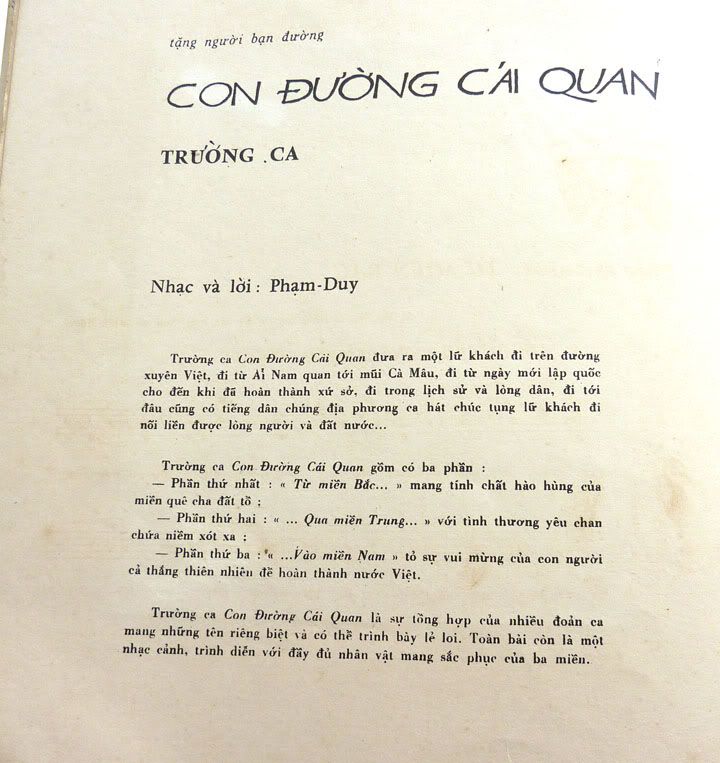 tặng người bạn đường
CON ĐƯỜNG CÁI QUAN
TRƯỜNG CA
Nhạc và lời : Phạm-Duy
Trường ca Con Đường Cái Quan đưa ra một lữ khách đi trên đường
xuyên Việt, đi từ Ải Nam quan tới mũi Cà Mâu, đi từ ngày mới lập quốc
cho đến khi đã hoàn thành xứ sở, đi trong lịch sử và lòng dân, đi tới
đâu cũng có tiếng dân chúng địa phương ca hát chúc tụng lữ khách đi
nối liền được lòng người và đất nước...
Trường ca Con Đường Cái Quan gồm có ba phần :
— Phần thứ nhất : « Từ miền Bắc... » mang tính chất hào hùng của
miền quê cha đất tổ ;
— Phần thứ hai : « ... Qua miền Trung... » với tình thương yêu chan
chứa niềm xót xa ;
— Phần thứ ba : « ...Vào miền Nam » tỏ sự vui mừng của con người
cả thắng thiên nhiên để hoàn thành nước Việt.
Trường ca Con Đường Cái Quan là sự tổng hợp của nhiều đoản ca
mang những tên riêng biệt và có thể trình bày lẻ loi. Toàn bài còn là một
nhạc cảnh, trình diễn với đầy đủ nhân vật mang sắc phục của ba miền.